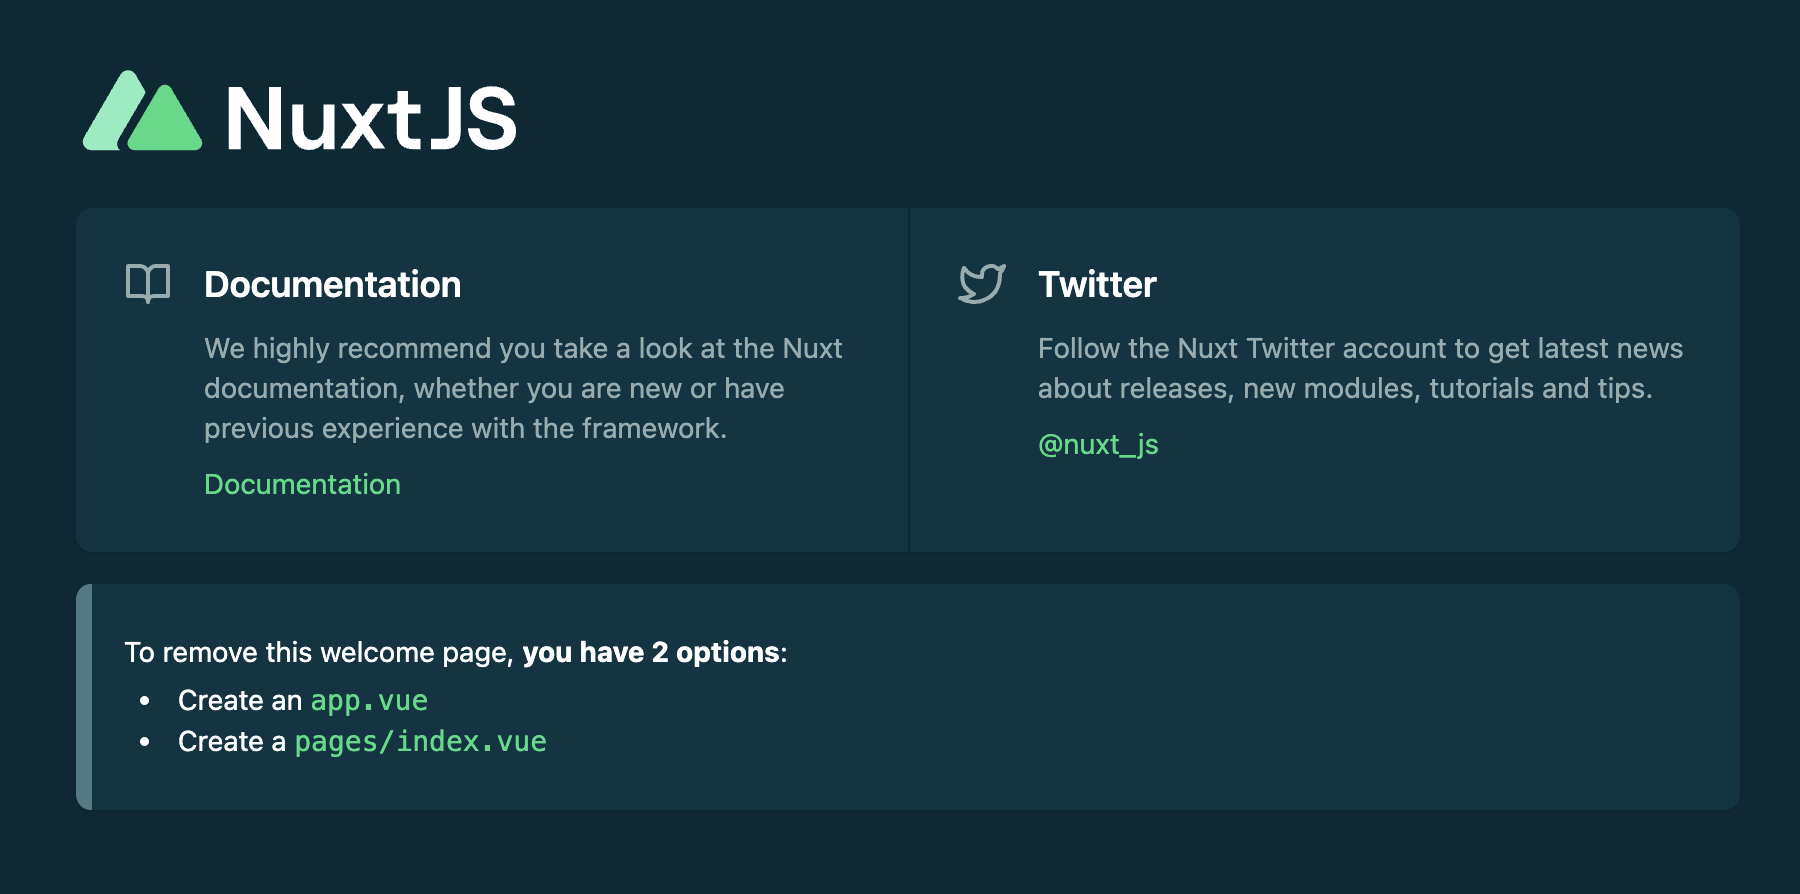 NuxtJS
Documentation
We highly recommend you take a look at the Nuxt
documentation, whether you are new or have
previous experience with the framework.
Documentation
Twitter
Follow the Nuxt Twitter account to get latest news
about releases, new modules, tutorials and tips.
@nuxt_js
To remove this welcome page, you have 2 options:
• Create an app.vue
• Create a pages/index.vue